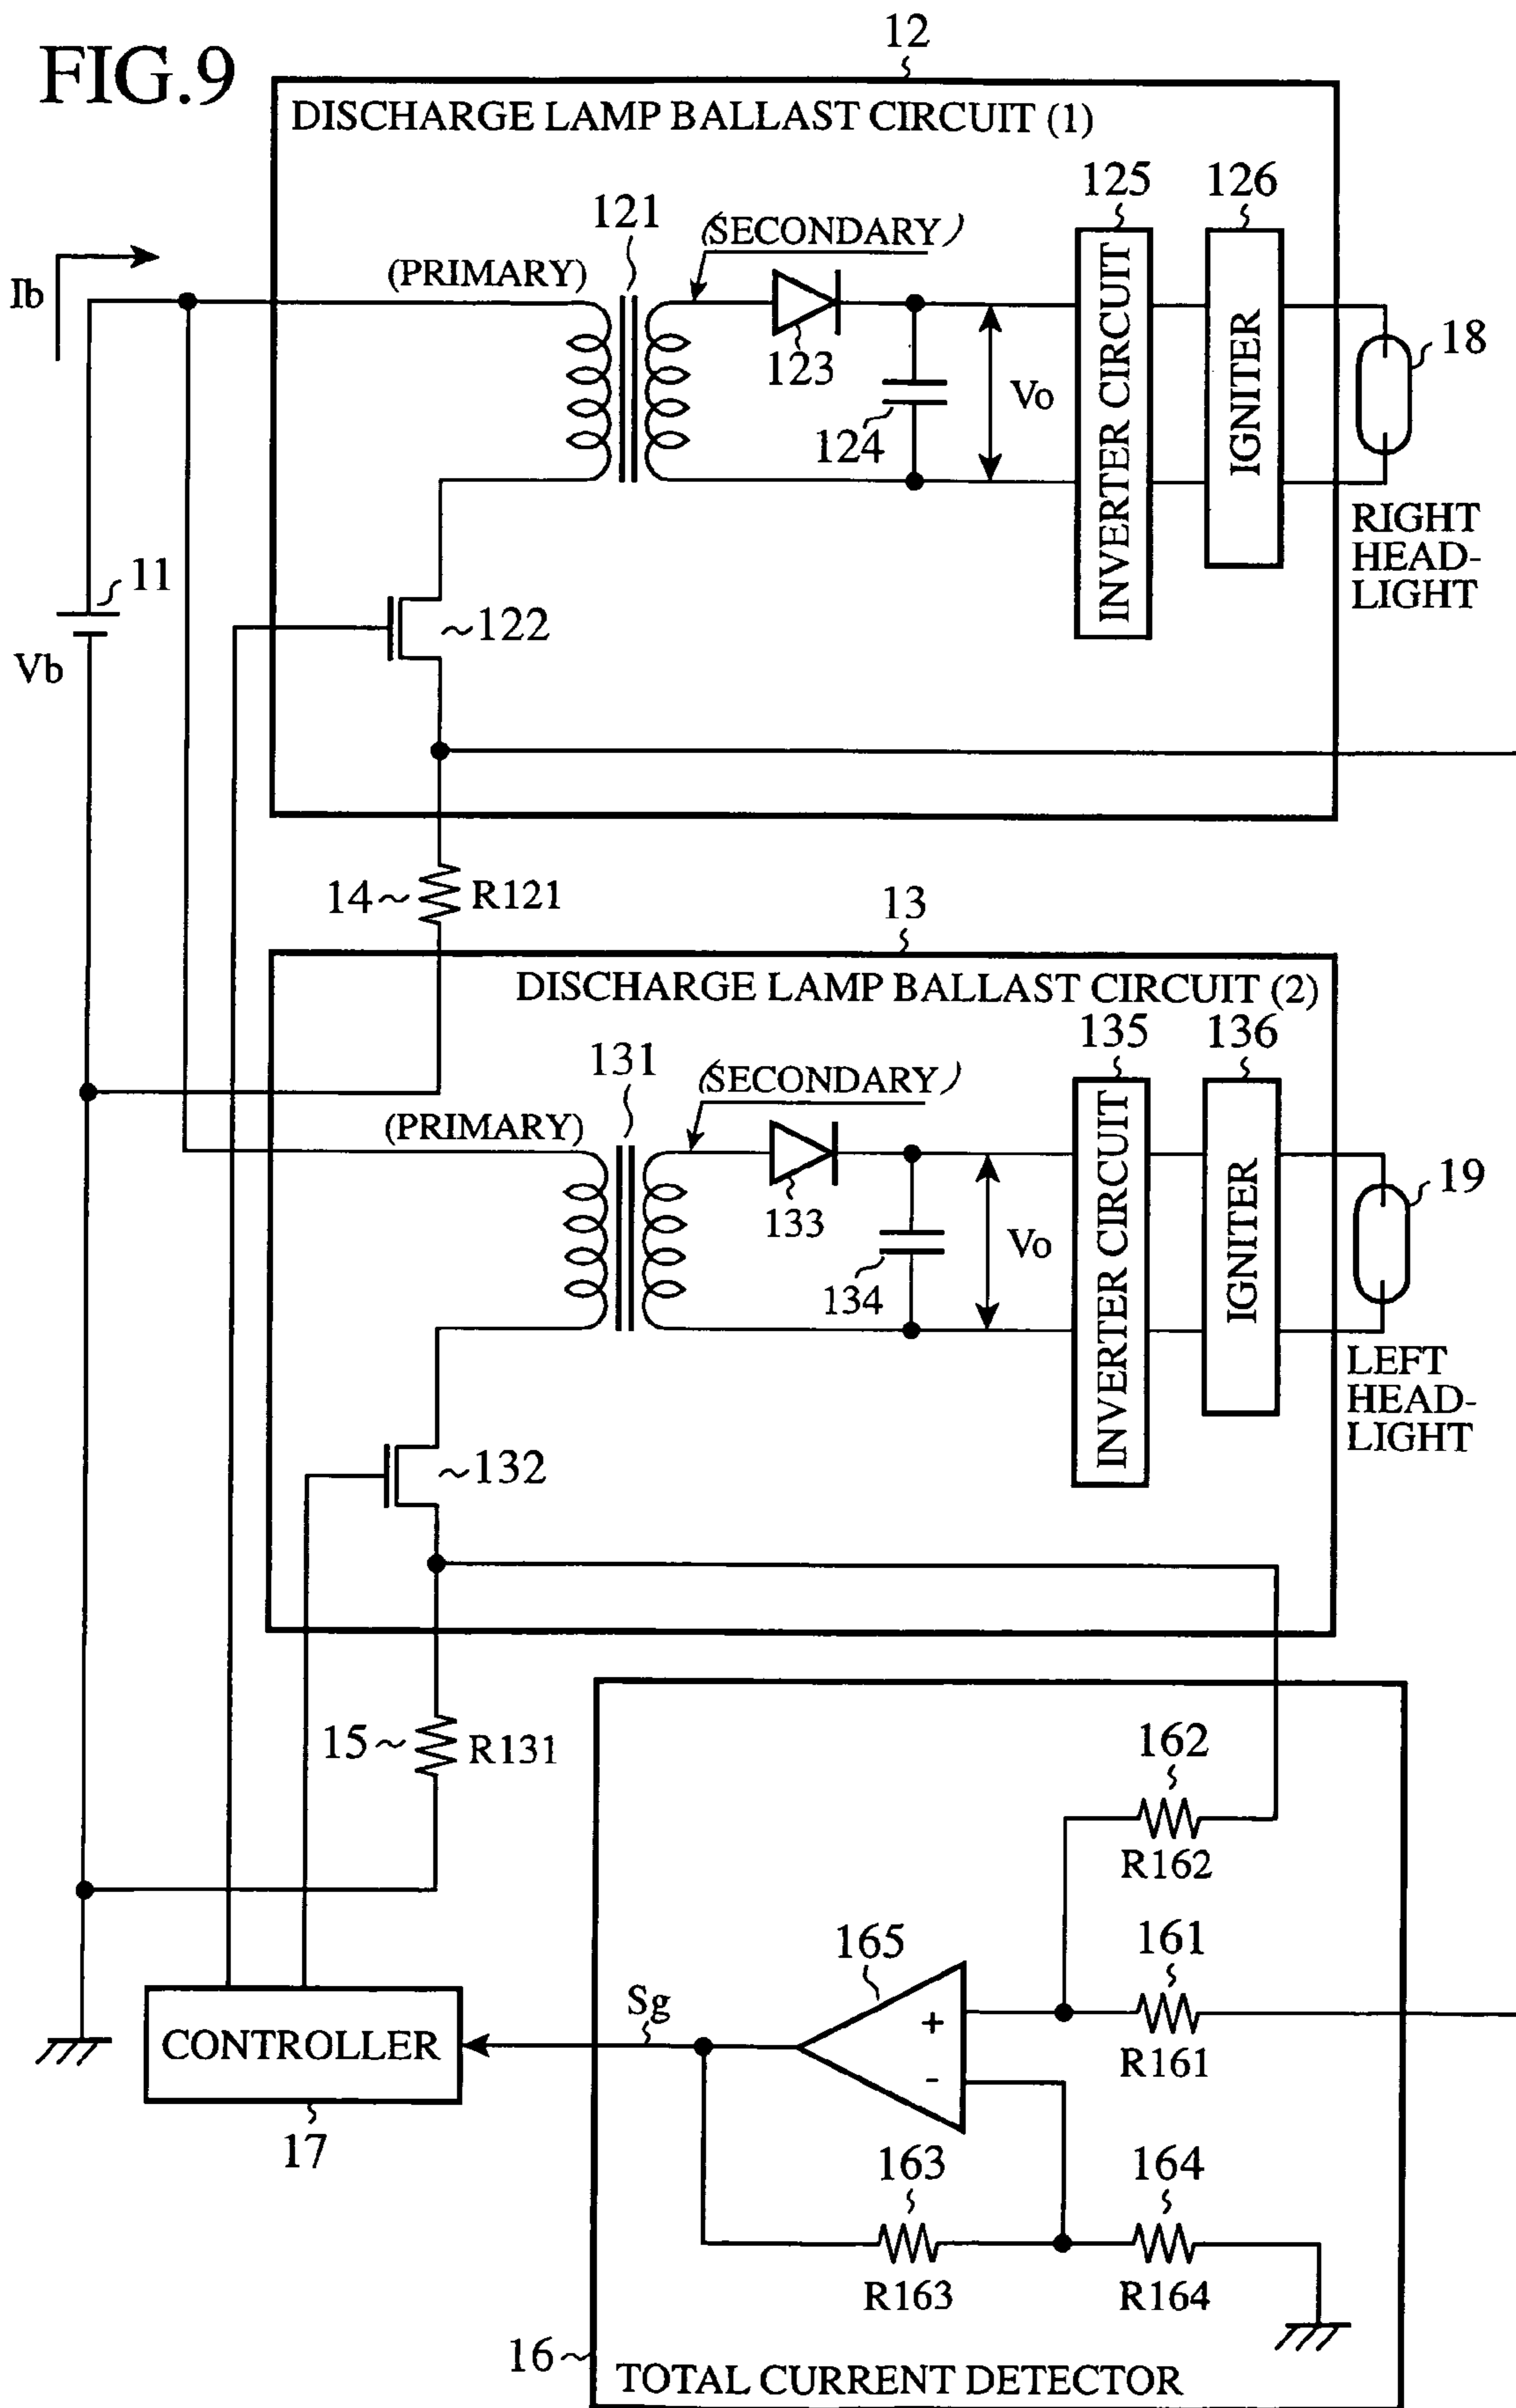 FIG.9
12
DISCHARGE LAMP BALLAST CIRCUIT (1)
125
126
121
(SECONDARY)
(PRIMARY)
Ib
123
124
Vo
INVERTER CIRCUIT
IGNITER
18
RIGHT
HEAD-
LIGHT
11
Vb
~122
14~
R121
13
DISCHARGE LAMP BALLAST CIRCUIT (2)
135
136
131
(SECONDARY)
(PRIMARY)
133
134
Vo
INVERTER CIRCUIT
IGNITER
19
LEFT
HEAD-
LIGHT
~132
15~
R131
162
R162
165
161
Sg
+
-
R161
CONTROLLER
17
163
164
R163
R164
16~
TOTAL CURRENT DETECTOR